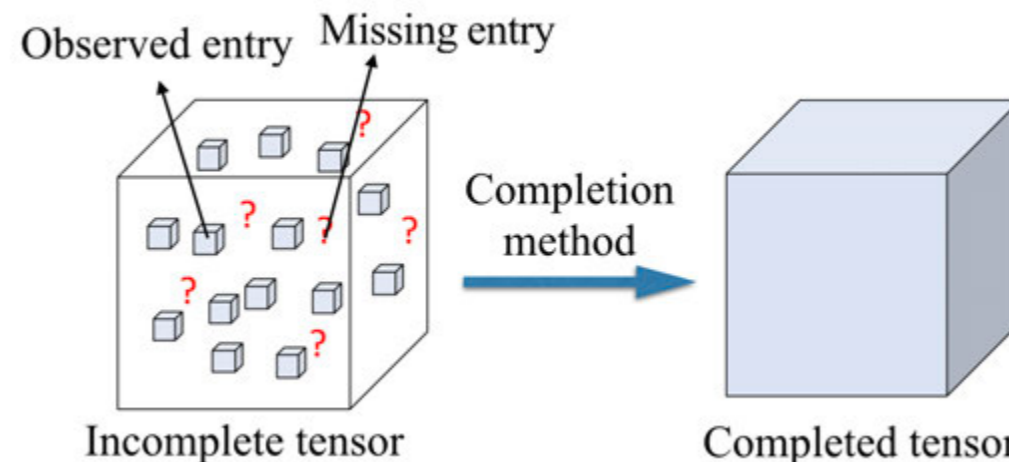 Observed entry
Missing entry
?
?
?
?
?
?
Completion
method
Incomplete tensor
Completed tensor